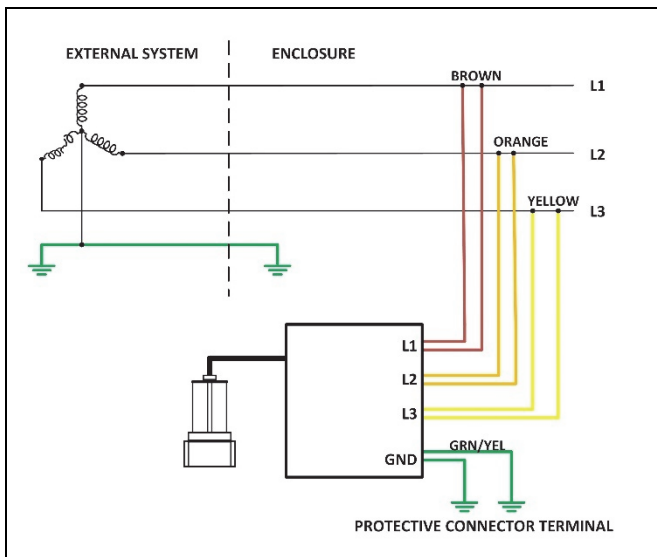 EXTERNAL SYSTEM
ENCLOSURE
BROWN
L1
ORANGE
L2
YELLOW
L3
L1
L2
L3
GRN/YEL
GND
PROTECTIVE CONNECTOR TERMINAL